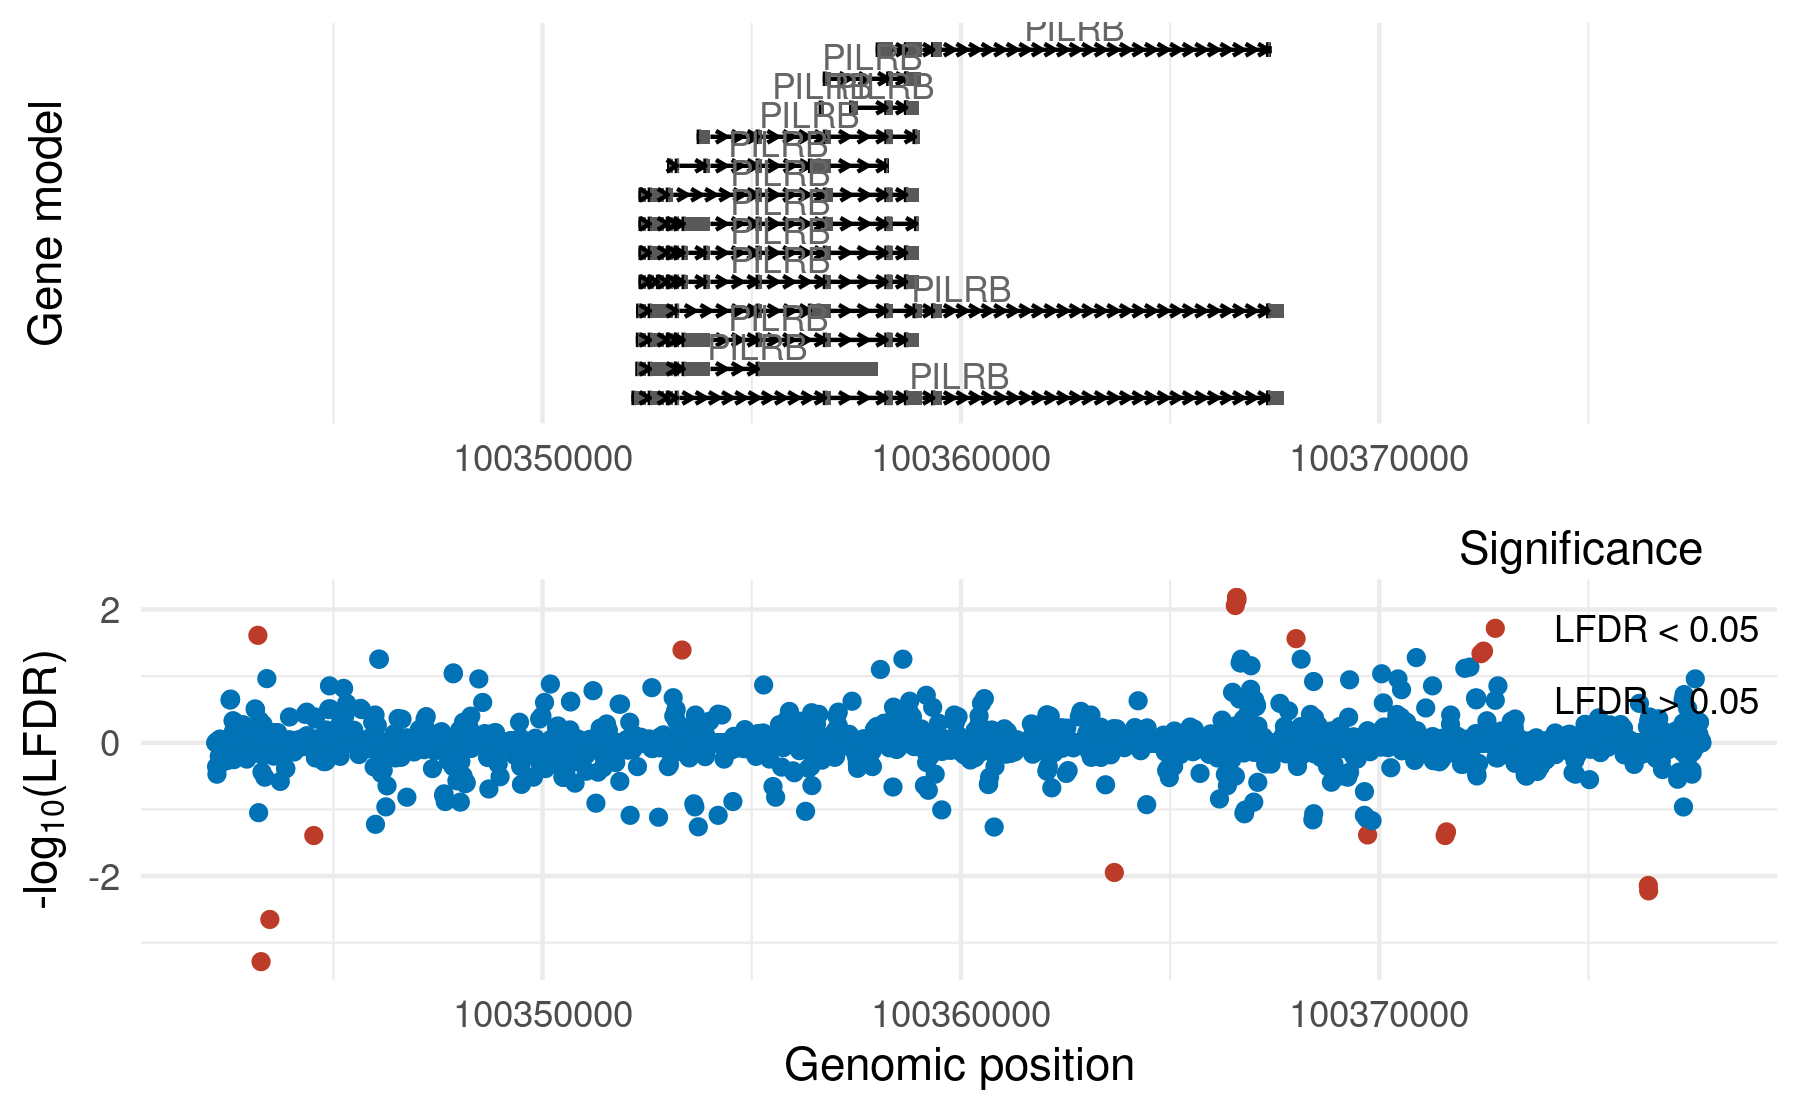 Gene model
PILRB
PILRB
PILRB PILRB
PILRB
PILRB
PILRB
PILRB
PILRB
PILRB
PILRB
PILRB
PILRB
PILRB
100350000 100360000 100370000
Significance
LFDR < 0.05
LFDR > 0.05
-log10(LFDR)
2
0
-2
100350000 100360000 100370000
Genomic position